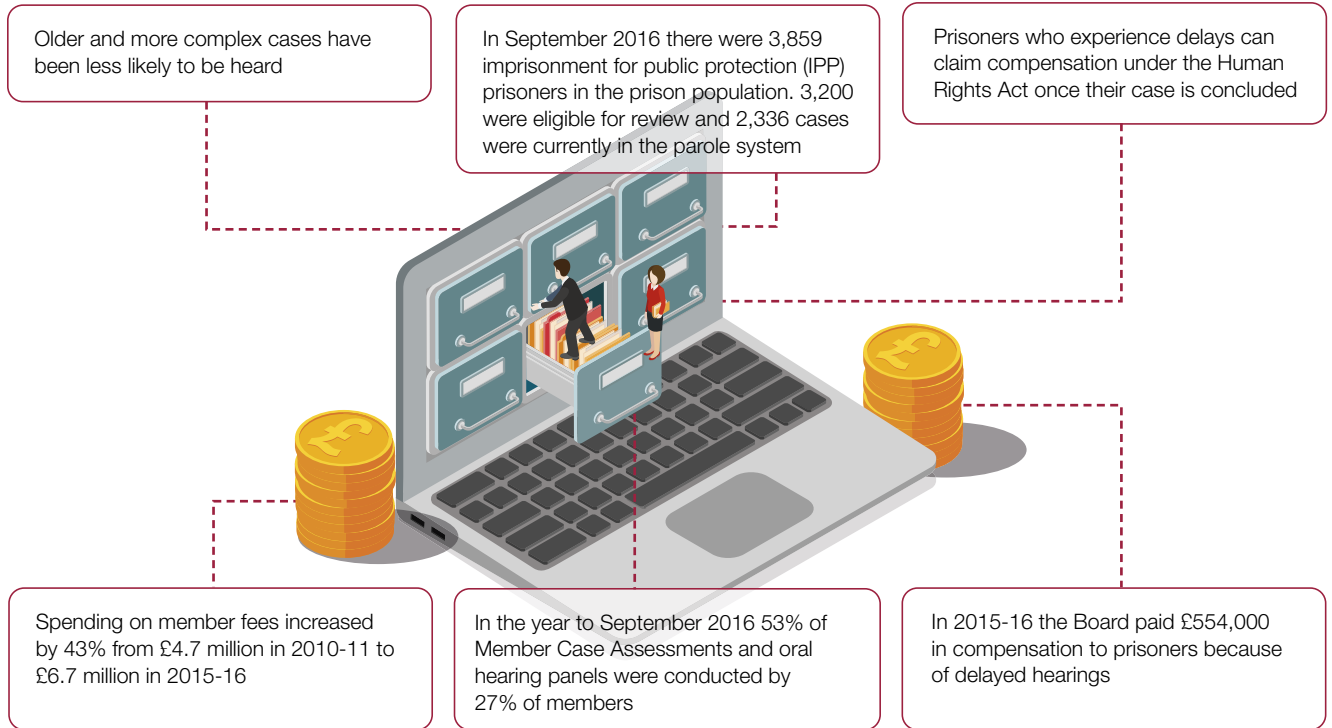 Older and more complex cases have
been less likely to be heard
In September 2016 there were 3,859
imprisonment for public protection (IPP)
prisoners in the prison population. 3,200
were eligible for review and 2,336 cases
were currently in the parole system
Prisoners who experience delays can
claim compensation under the Human
Rights Act once their case is concluded
£
£
Spending on member fees increased
by 43% from £4.7 million in 2010-11 to
£6.7 million in 2015-16
In the year to September 2016 53% of
Member Case Assessments and oral
hearing panels were conducted by
27% of members
In 2015-16 the Board paid £554,000
in compensation to prisoners because
of delayed hearings